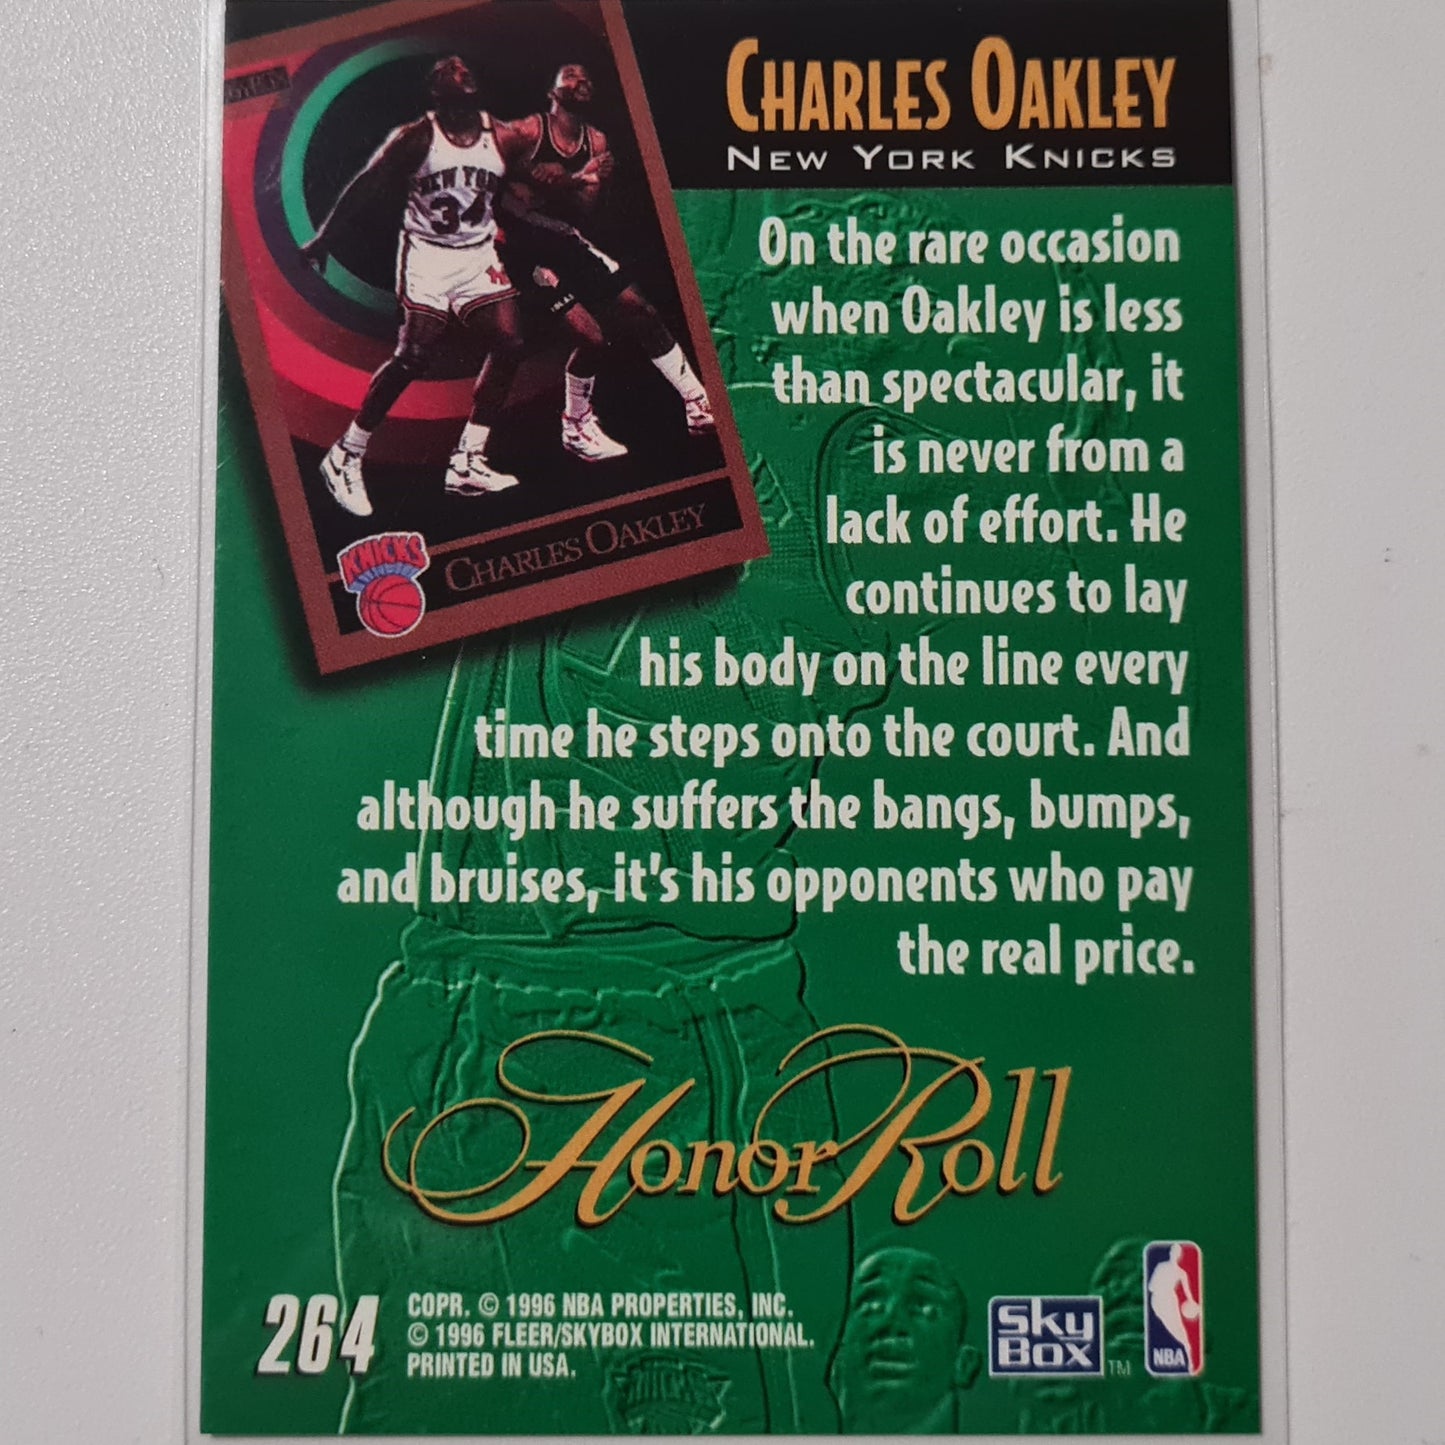 CHARLES OAKLEY
NEW YORK KNICKS
NEW YOR
34
KNICKS
CHARLES OAKLEY
On the rare occasion
when Oakley is less
than spectacular, it
is never from a
lack of effort. He
continues to lay
his body on the line every
time he steps onto the court. And
although he suffers the bangs, bumps,
and bruises, it's his opponents who pay
the real price.
Honor Roll
264
COPR. © 1996 NBA PROPERTIES, INC.
© 1996 FLEER/SKYBOX INTERNATIONAL.
PRINTED IN USA.
KNICKS
SKY
BOX ™
NBA